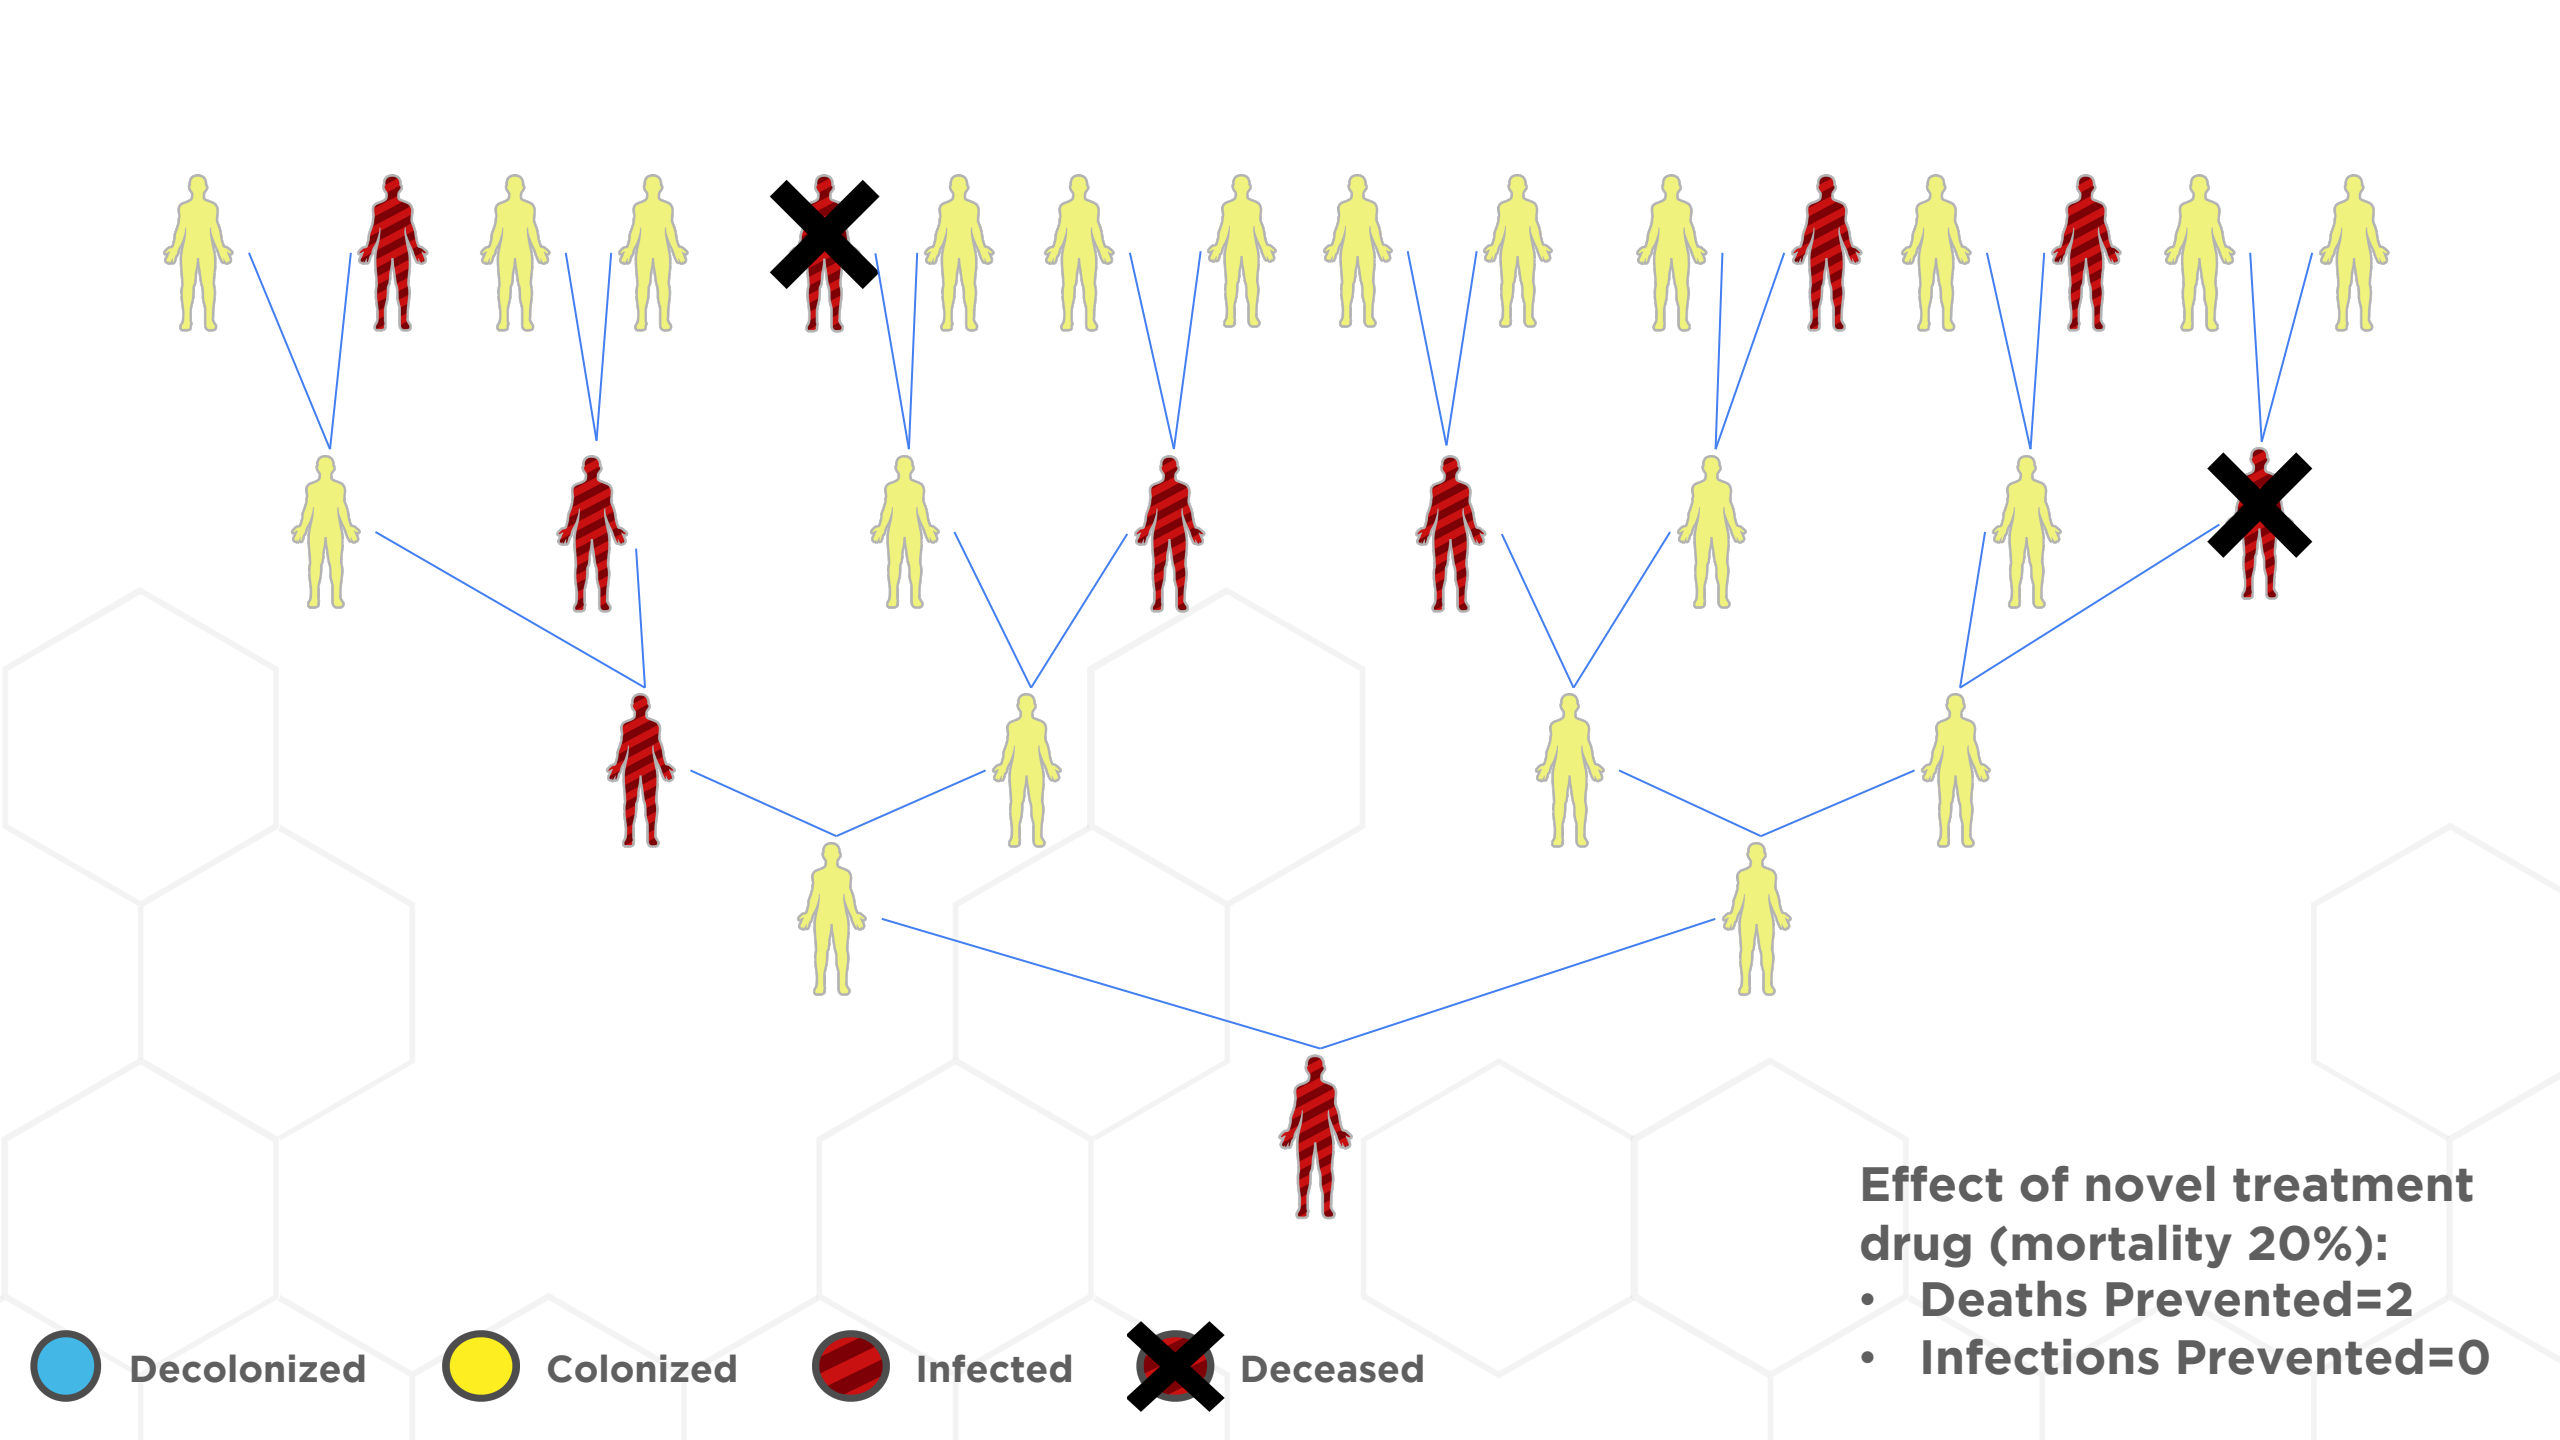 Effect of novel treatment
drug (mortality 20%):
• Deaths Prevented=2
• Infections Prevented=0
Decolonized
Colonized
Infected
Deceased